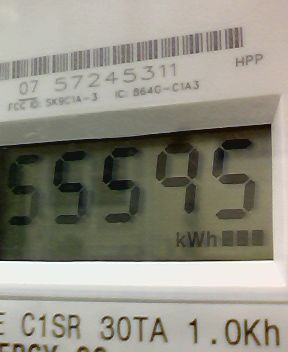 07 57245311
HPP
FCC ID: SK9C1A-3 IC: 864G-C1A3
55595
kWh
E C1SR 30TA 1.0Kh